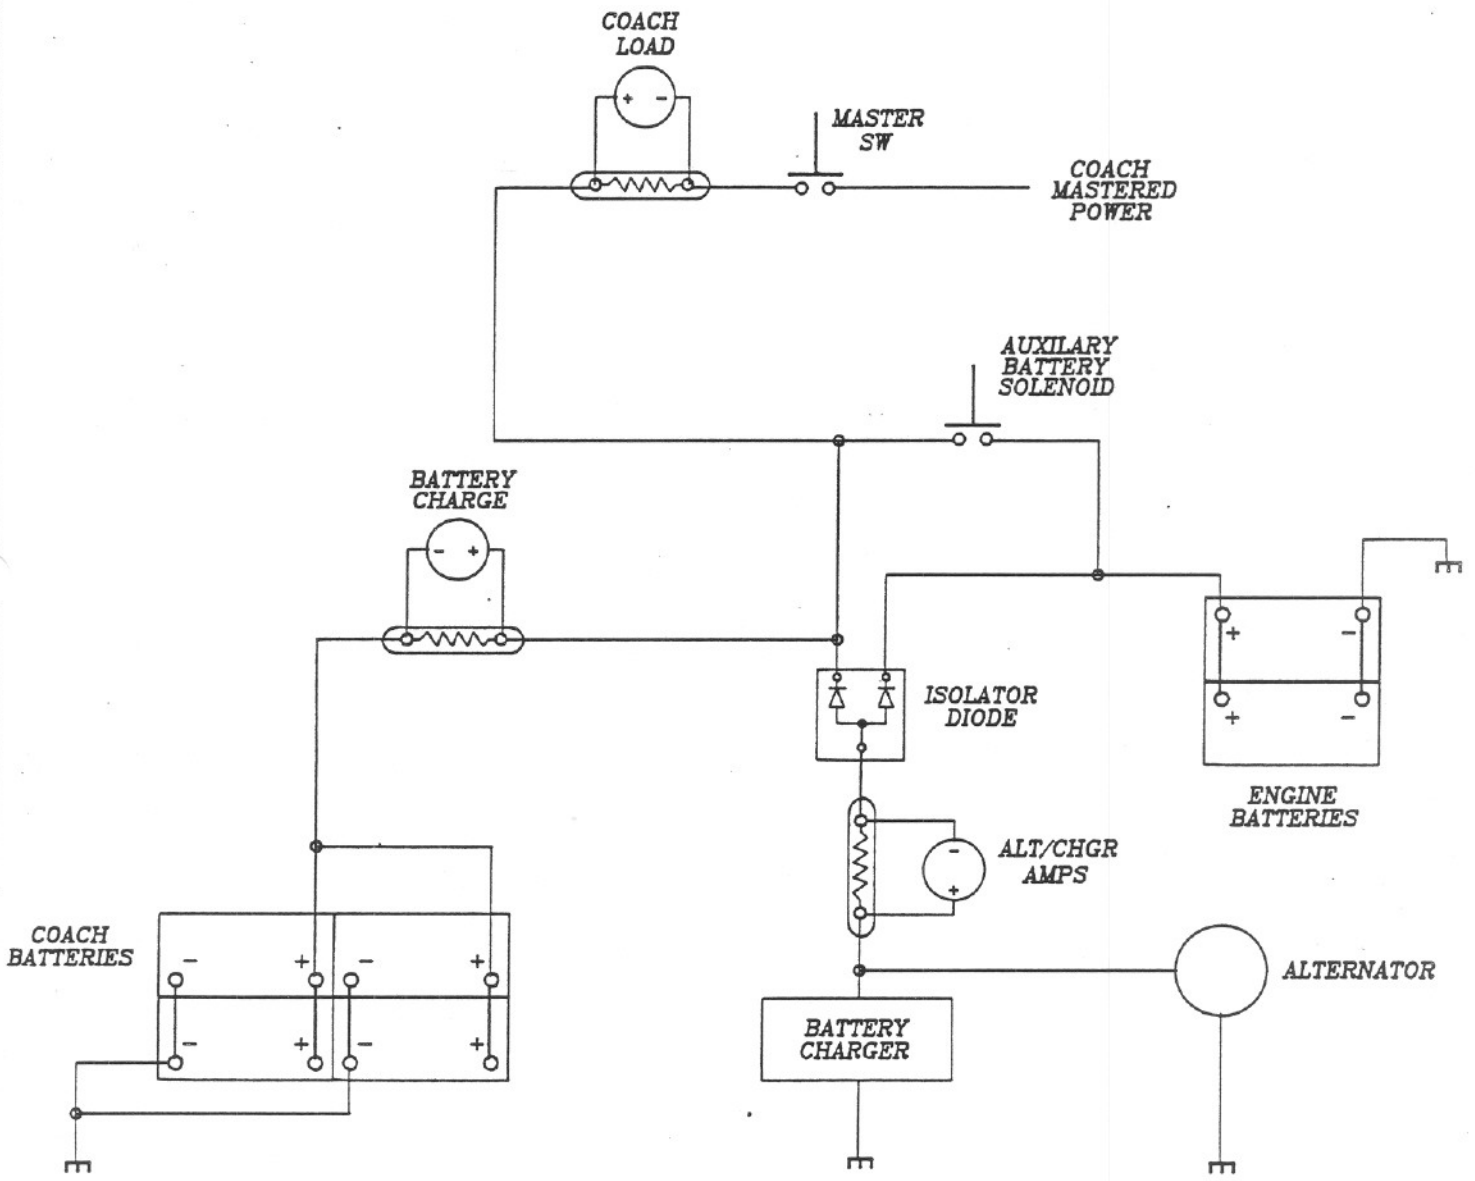 COACH
LOAD
+ -
MASTER
SW
COACH
MASTERED
POWER
AUXILARY
BATTERY
SOLENOID
BATTERY
CHARGE
- +
+ -
+ -
ISOLATOR
DIODE
ENGINE
BATTERIES
ALT/CHGR
AMPS
-
+
COACH
BATTERIES
- + - +
- + - +
ALTERNATOR
BATTERY
CHARGER